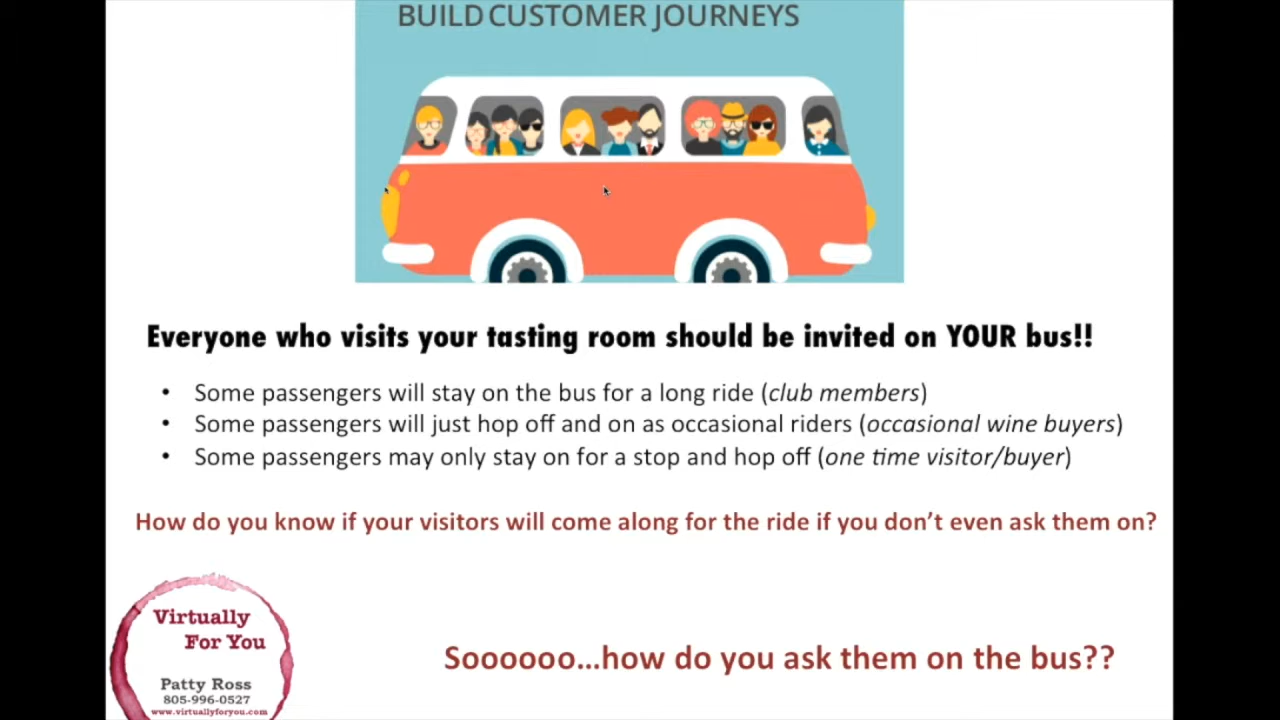 BUILD CUSTOMER JOURNEYS
Everyone who visits your tasting room should be invited on YOUR bus!!
• Some passengers will stay on the bus for a long ride (club members)
• Some passengers will just hop off and on as occasional riders (occasional wine buyers)
• Some passengers may only stay on for a stop and hop off (one time visitor/buyer)
How do you know if your visitors will come along for the ride if you don’t even ask them on?
Virtually
For You
Patty Ross
805-996-0527
www.virtuallyforyou.com
Soooooo...how do you ask them on the bus??